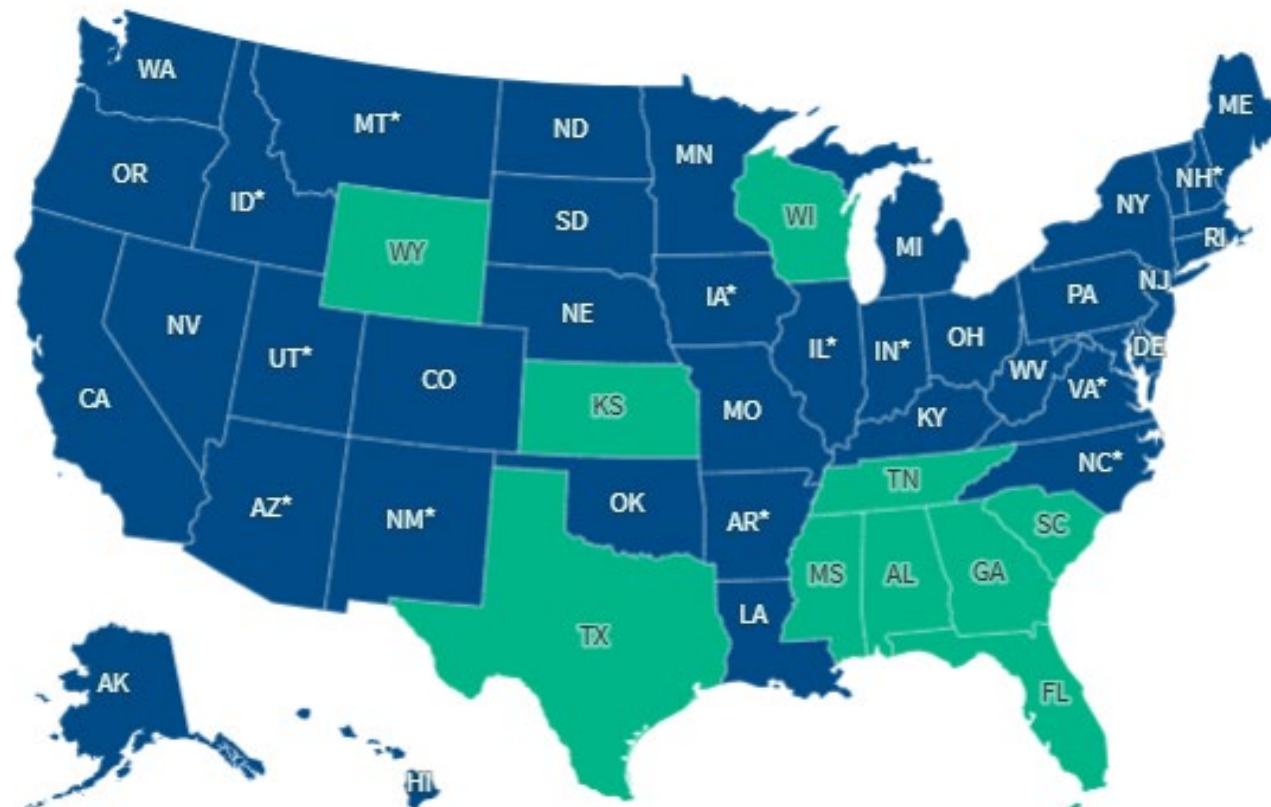 WA
MT*
ND
MN
ME
OR
ID*
SD
WI
MI
NY
NH*
RI
WY
IA*
PA
NJ
NV
UT*
CO
NE
IL*
IN*
OH
DE
CA
KS
MO
WV
VA*
KY
AZ*
NM*
OK
AR*
TN
NC*
TX
LA
MS
AL
GA
SC
FL
AK
HI